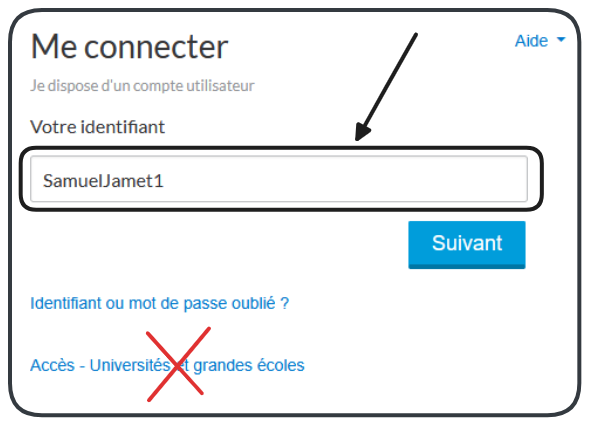 Me connecter
Aide
Je dispose d'un compte utilisateur
Votre identifiant
SamuelJamet1
Suivant
Identifiant ou mot de passe oublié ?
Accès - Universités et grandes écoles